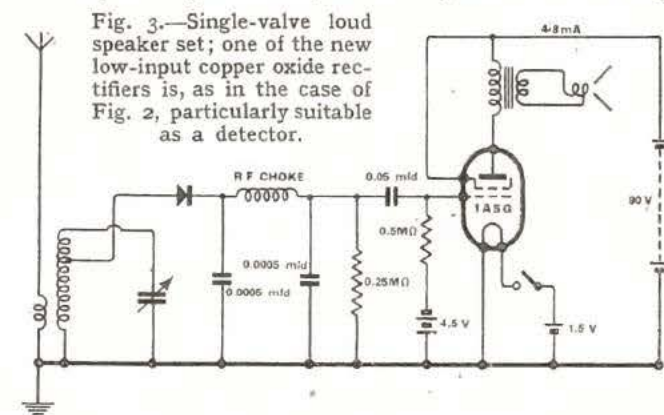 Fig. 3.—Single-valve loud
speaker set; one of the new
low-input copper oxide rec-
tifiers is, as in the case of
Fig. 2, particularly suitable
as a detector.
4·8mA
RF CHOKE
0.05 mfd
1A5G
90 V
0.5MΩ
0.0005 mfd
0.0005 mfd
0.25MΩ
4.5 V
1.5 V